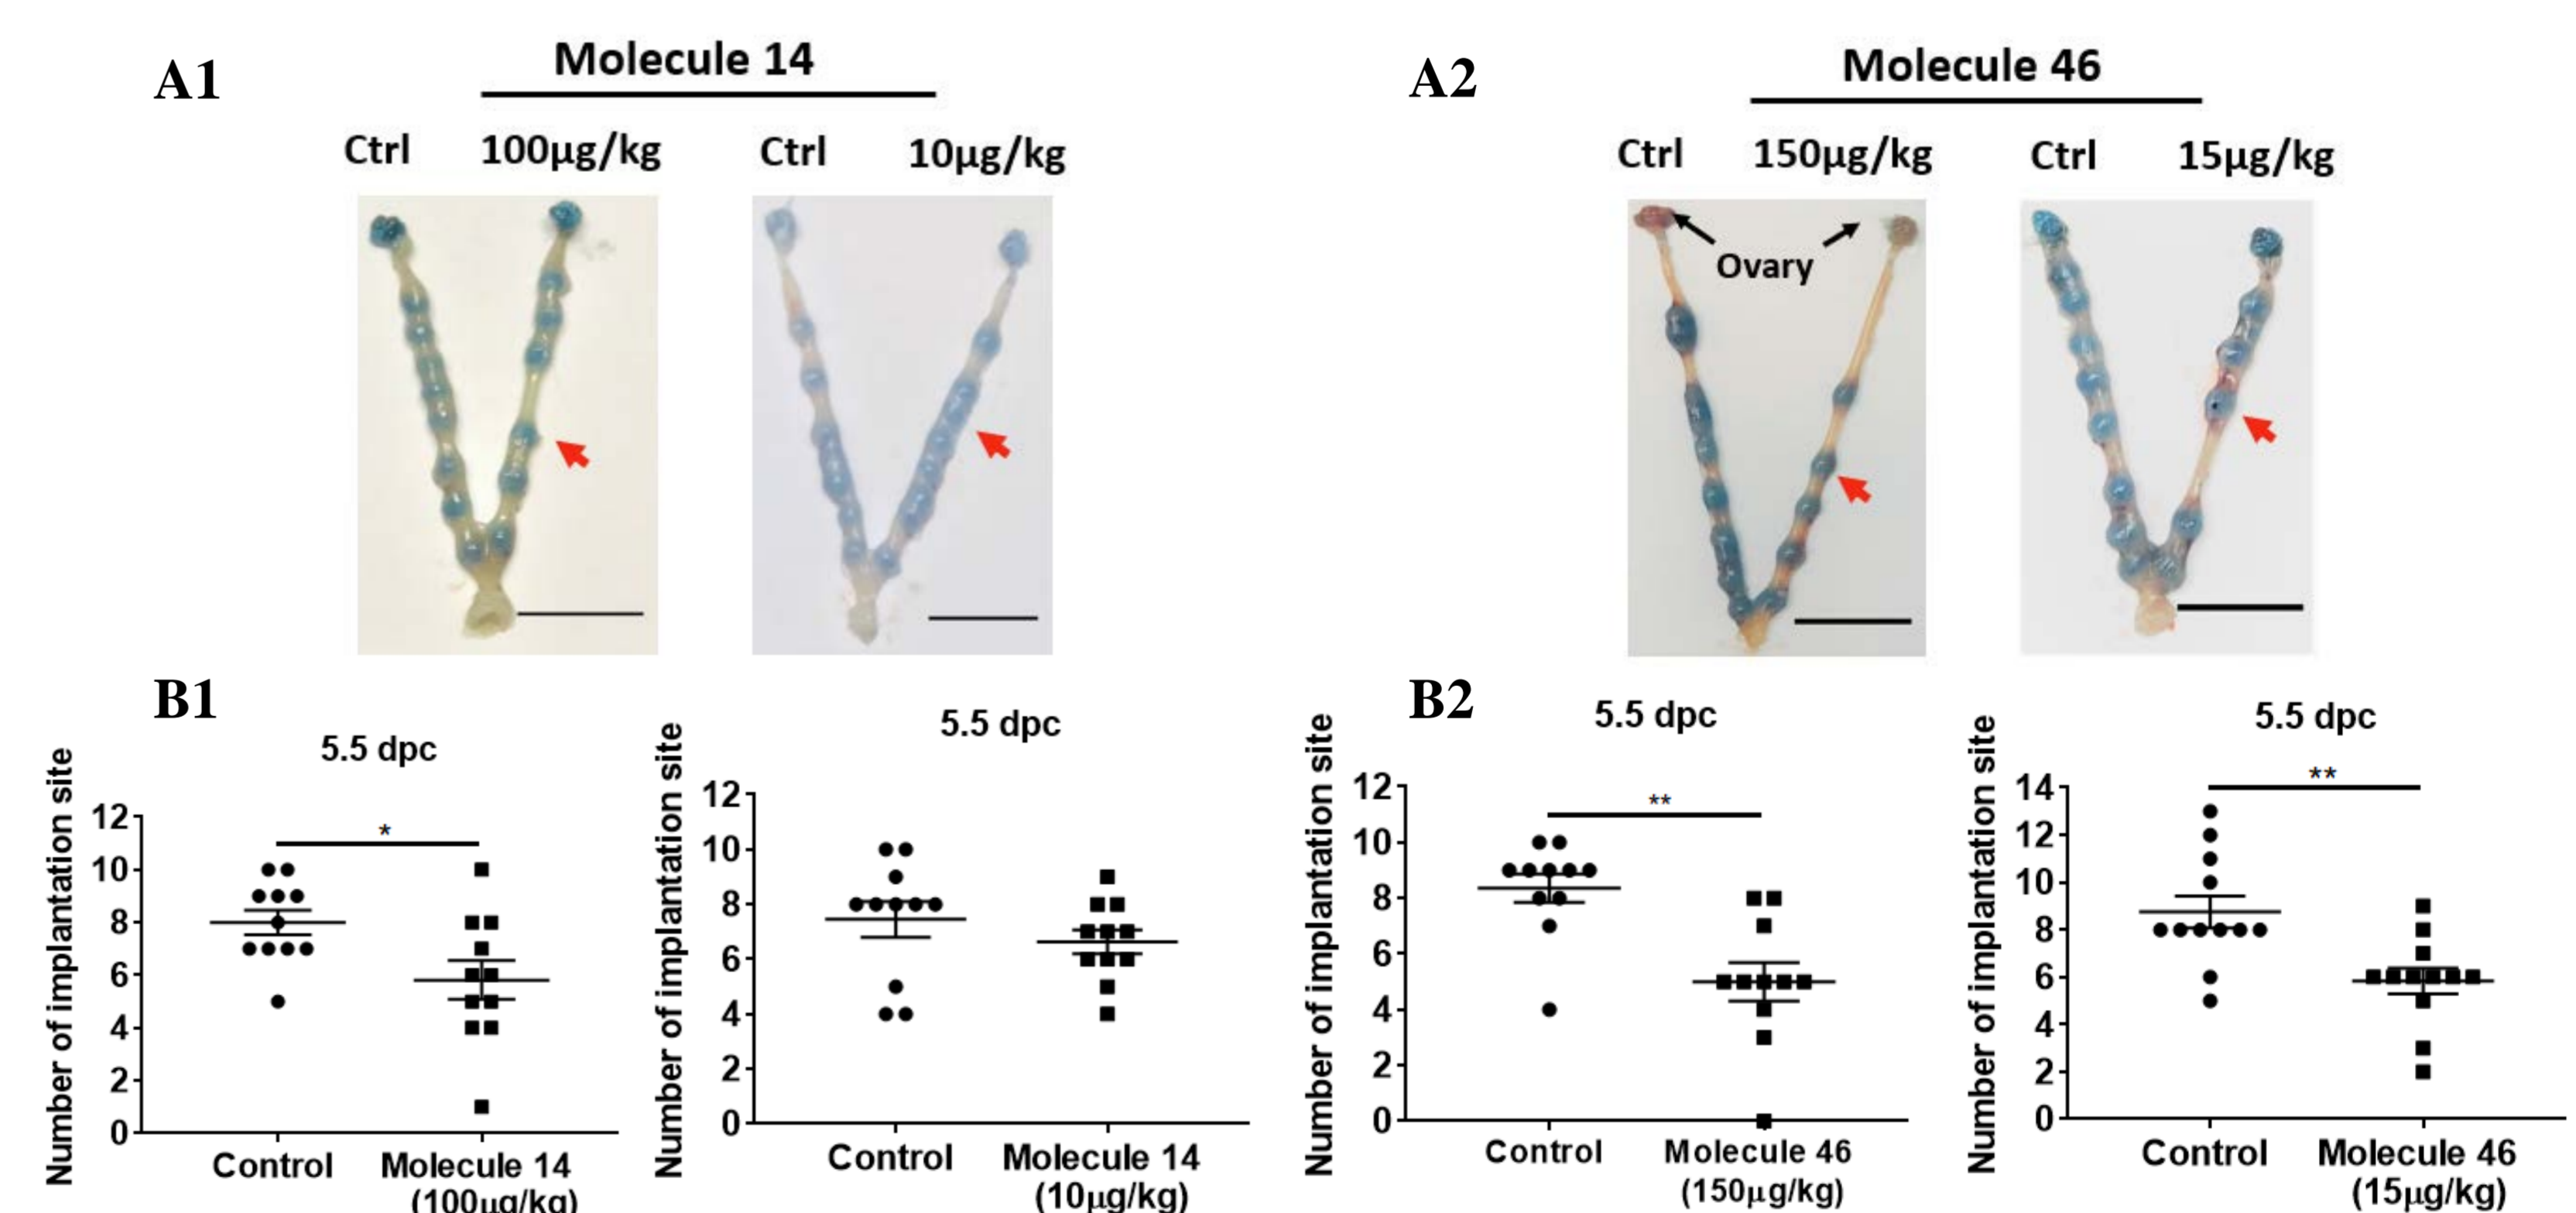 A1
Molecule 14
Ctrl 100µg/kg Ctrl 10µg/kg
A2
Molecule 46
Ctrl 150µg/kg Ctrl 15µg/kg
Ovary
B1
5.5 dpc
*
Number of implantation site
12
10
8
6
4
2
0
Control
Molecule 14
(100µg/kg)
5.5 dpc
Number of implantation site
12
10
8
6
4
2
0
Control
Molecule 14
(10µg/kg)
B2
5.5 dpc
**
Number of implantation site
12
10
8
6
4
2
0
Control
Molecule 46
(150µg/kg)
5.5 dpc
**
Number of implantation site
14
12
10
8
6
4
2
0
Control
Molecule 46
(15µg/kg)